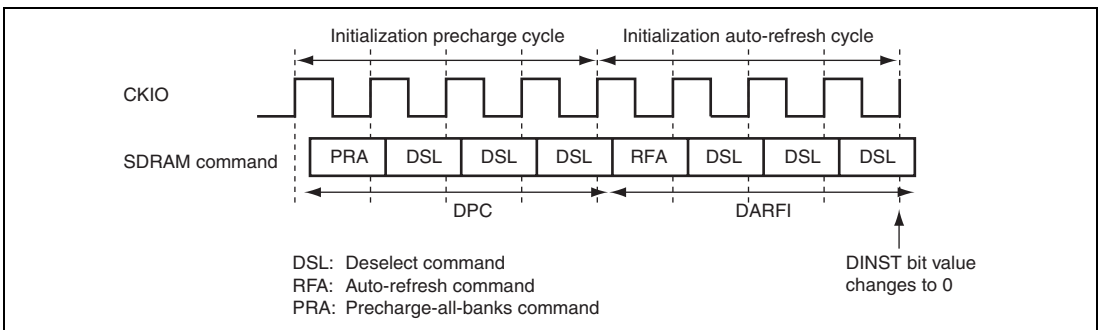 Initialization precharge cycle Initialization auto-refresh cycle
CKIO
SDRAM command PRA DSL DSL DSL RFA DSL DSL DSL
DPC DARFI
DSL: Deselect command
RFA: Auto-refresh command
PRA: Precharge-all-banks command
DINST bit value
changes to 0